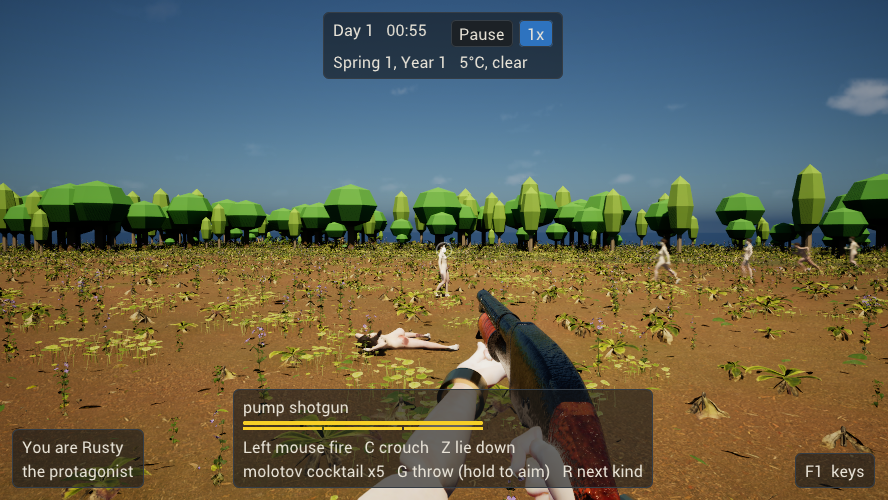 Day 1 00:55 Pause 1x
Spring 1, Year 1 5°C, clear
pump shotgun
Left mouse fire C crouch Z lie down
molotov cocktail x5 G throw (hold to aim) R next kind
You are Rusty
the protagonist
F1 keys